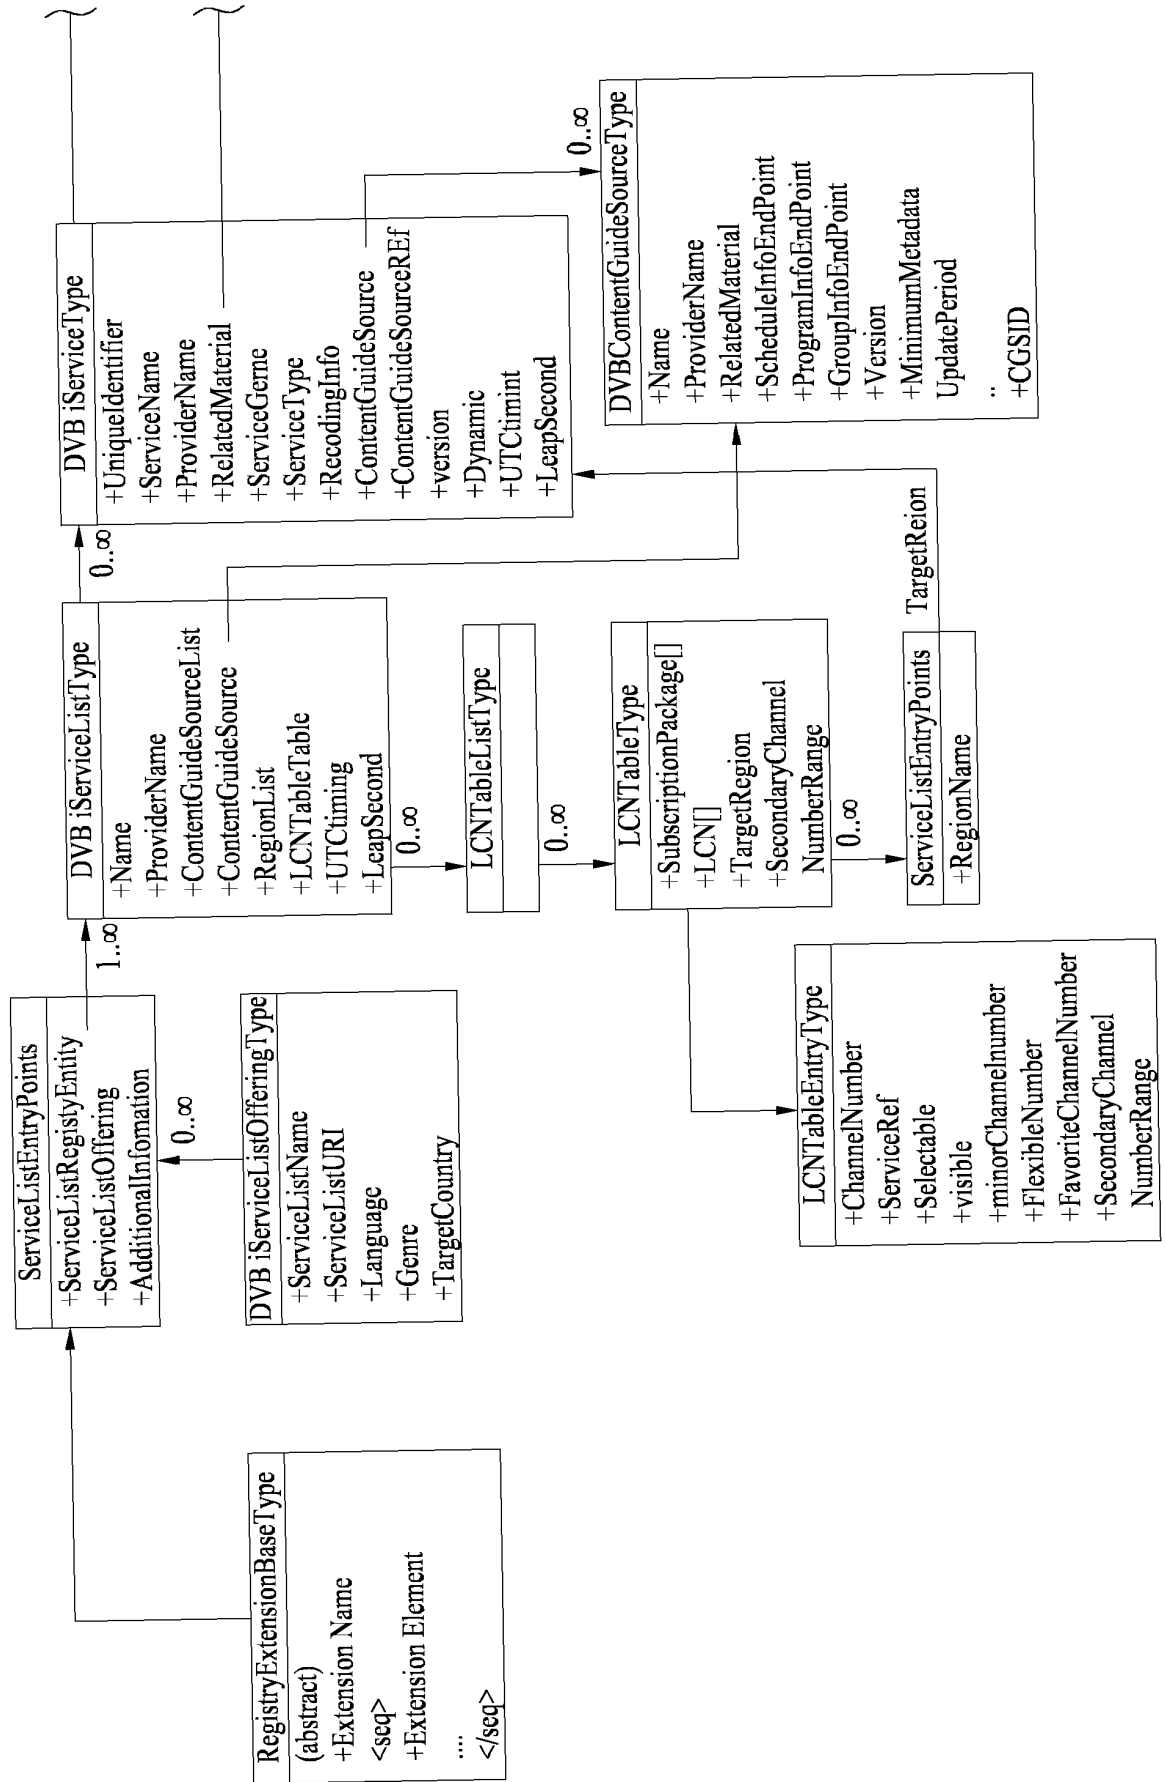 RegistryExtensionBaseType
(abstract)
+Extension Name
<seq>
+Extension Element
....
</seq>
ServiceListEntryPoints
+ServiceListRegistyEntity
+ServiceListOffering
+AdditionalInfomation
0..∞
DVB iServiceListOfferingType
+ServiceListName
+ServiceListURI
+Language
+Genre
+TargetCountry
1..∞
DVB iServiceListType
+Name
+ProviderName
+ContentGuideSourceList
+ContentGuideSource
+RegionList
+LCNTableTable
+UTCtiming
+LeapSecond
0..∞
LCNTableListType
0..∞
LCNTableType
+SubscriptionPackage[]
+LCN[]
+TargetRegion
+SecondaryChannel
NumberRange
0..∞
ServiceListEntryPoints
+RegionName
TargetReion
LCNTableEntryType
+ChannelNumber
+ServiceRef
+Selectable
+visible
+minorChannelnumber
+FlexibleNumber
+FavoriteChannelNumber
+SecondaryChannel
NumberRange
0..∞
DVB iServiceType
+UniqueIdentifier
+ServiceName
+ProviderName
+RelatedMaterial
+ServiceGerne
+ServiceType
+RecodingInfo
+ContentGuideSource
+ContentGuideSourceREf
+version
+Dynamic
+UTCtimint
+LeapSecond
0..∞
DVBContentGuideSourceType
+Name
+ProviderName
+RelatedMaterial
+ScheduleInfoEndPoint
+ProgramInfoEndPoint
+GroupInfoEndPoint
+Version
+MinimumMetadata
UpdatePeriod
..
+CGSID